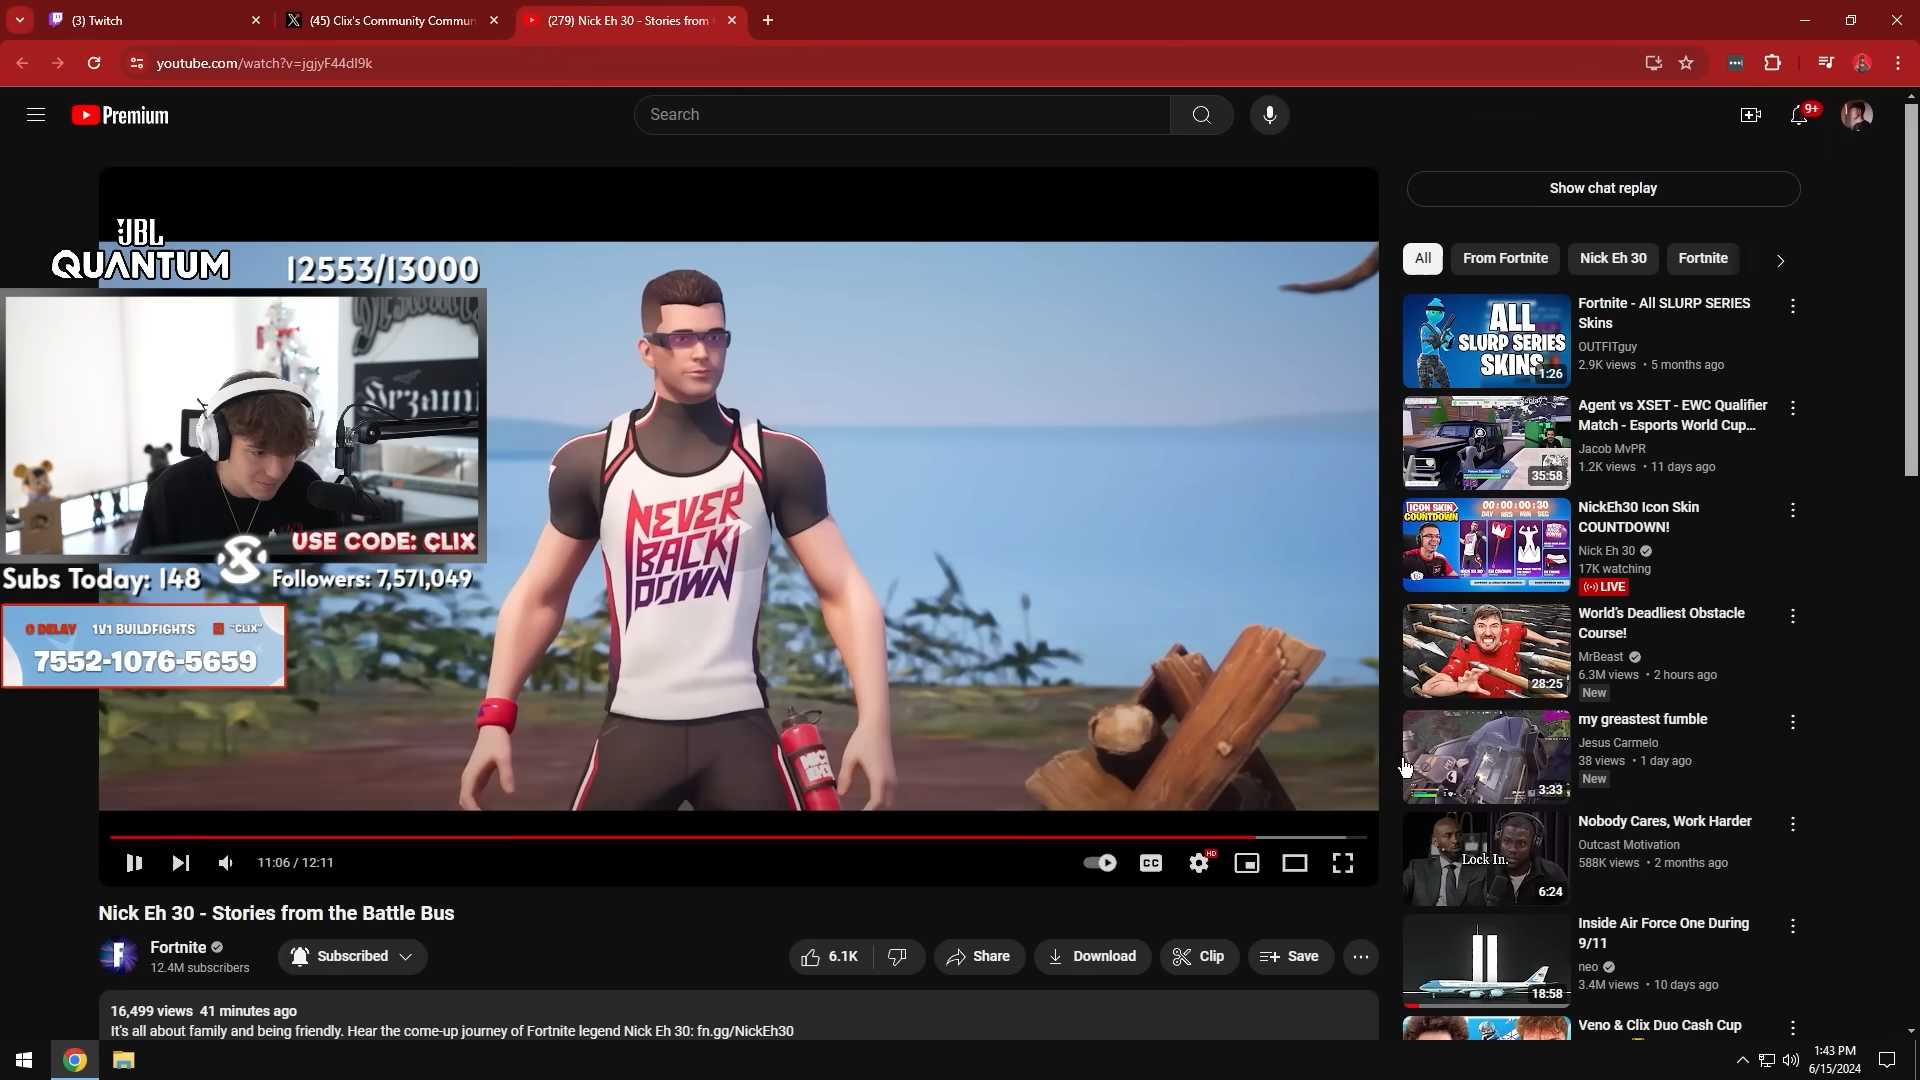 (3) Twitch
(45) Clix's Community Commun
(279) Nick Eh 30 - Stories from
youtube.com/watch?v=jgjyF44dI9k
Premium
Search
9+
Show chat replay
JBL
QUANTUM
12553/13000
USE CODE: CLIX
Subs Today: 148
Followers: 7,571,049
0 DELAY 1V1 BUILDFIGHTS "CLIX"
7552-1076-5659
NEVER
BACK
DOWN
11:06 / 12:11
CC
HD
Nick Eh 30 - Stories from the Battle Bus
Fortnite
12.4M subscribers
Subscribed
6.1K
Share
Download
Clip
Save
16,499 views 41 minutes ago
It's all about family and being friendly. Hear the come-up journey of Fortnite legend Nick Eh 30: fn.gg/NickEh30
All
From Fortnite
Nick Eh 30
Fortnite
ALL
SLURP SERIES
SKINS
1:26
Fortnite - All SLURP SERIES
Skins
OUTFITguy
2.9K views • 5 months ago
35:58
Agent vs XSET - EWC Qualifier
Match - Esports World Cup...
Jacob MvPR
1.2K views • 11 days ago
ICON SKIN
COUNTDOWN!
00:00:00:30
DAY HRS MIN SEC
NickEh30 Icon Skin
COUNTDOWN!
Nick Eh 30
17K watching
LIVE
28:25
World's Deadliest Obstacle
Course!
MrBeast
6.3M views • 2 hours ago
New
3:33
my greastest fumble
Jesus Carmelo
38 views • 1 day ago
New
Lock In.
6:24
Nobody Cares, Work Harder
Outcast Motivation
588K views • 2 months ago
18:58
Inside Air Force One During
9/11
neo
3.4M views • 10 days ago
Veno & Clix Duo Cash Cup
1:43 PM
6/15/2024